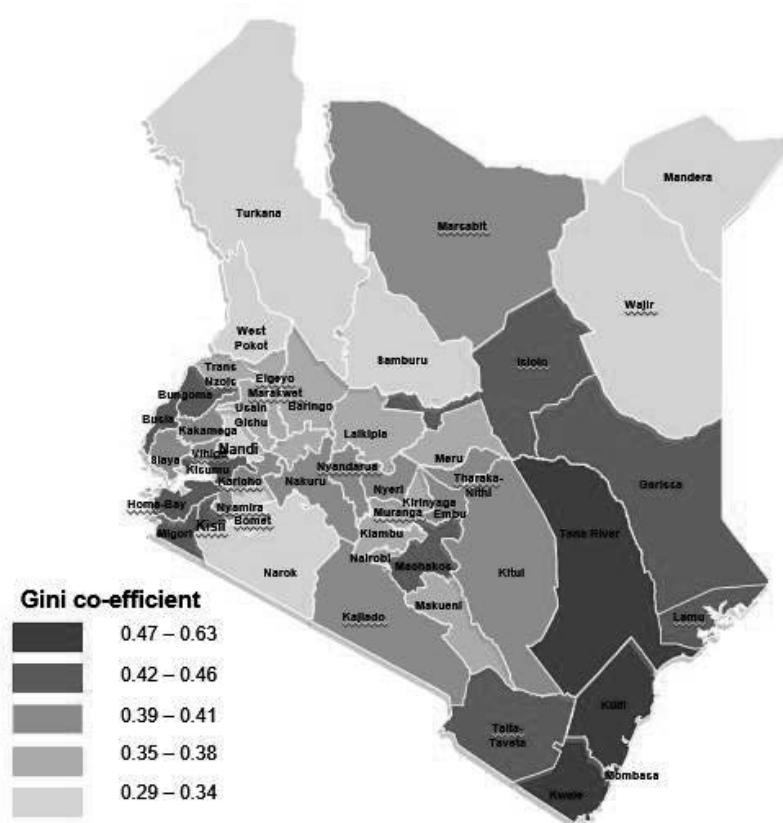 Turkana
Marsabit
Mandera
Wajir
West
Pokot
Samburu
Isiolo
Trans
Nzoia
Elgeyo
Marakwet
Bungoma
Usain
Gishu
Baringo
Busia
Kakamega
Laikipia
Nandi
Vihiga
Siaya
Kisumu
Meru
Nyandarua
Kericho
Nakuru
Tharaka-
Nithi
Garissa
Nyeri
Homa-Bay
Nyamira
Kirinyaga
Muranga
Embu
Kisii
Bomet
Migori
Kiambu
Tana River
Nairobi
Machakos
Narok
Kitui
Makueni
Kajiado
Lamu
Gini co-efficient
0.47 – 0.63
0.42 – 0.46
0.39 – 0.41
0.35 – 0.38
0.29 – 0.34
Kilifi
Taita-
Taveta
Mombasa
Kwale